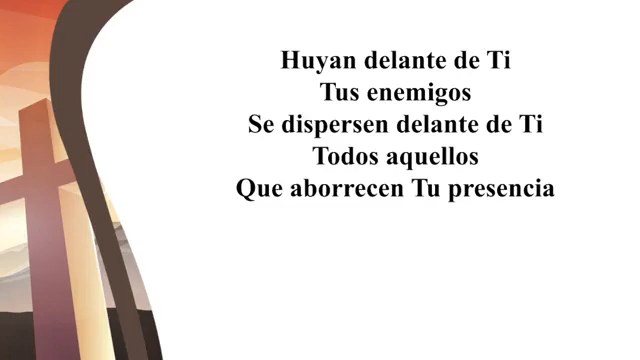 Huyan delante de Ti
Tus enemigos
Se dispersen delante de Ti
Todos aquellos
Que aborrecen Tu presencia